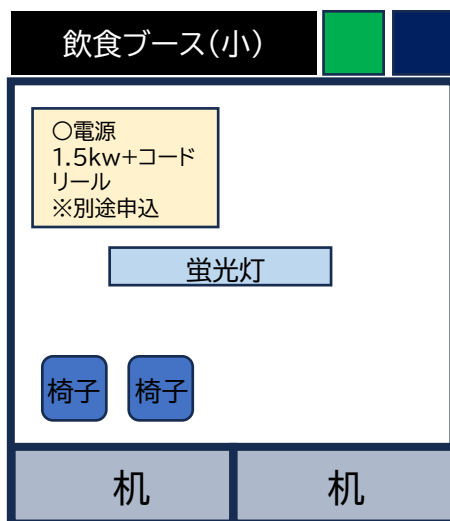 飲食ブース(小)
○電源
1.5kw+コード
リール
※別途申込
蛍光灯
椅子 椅子
机 机